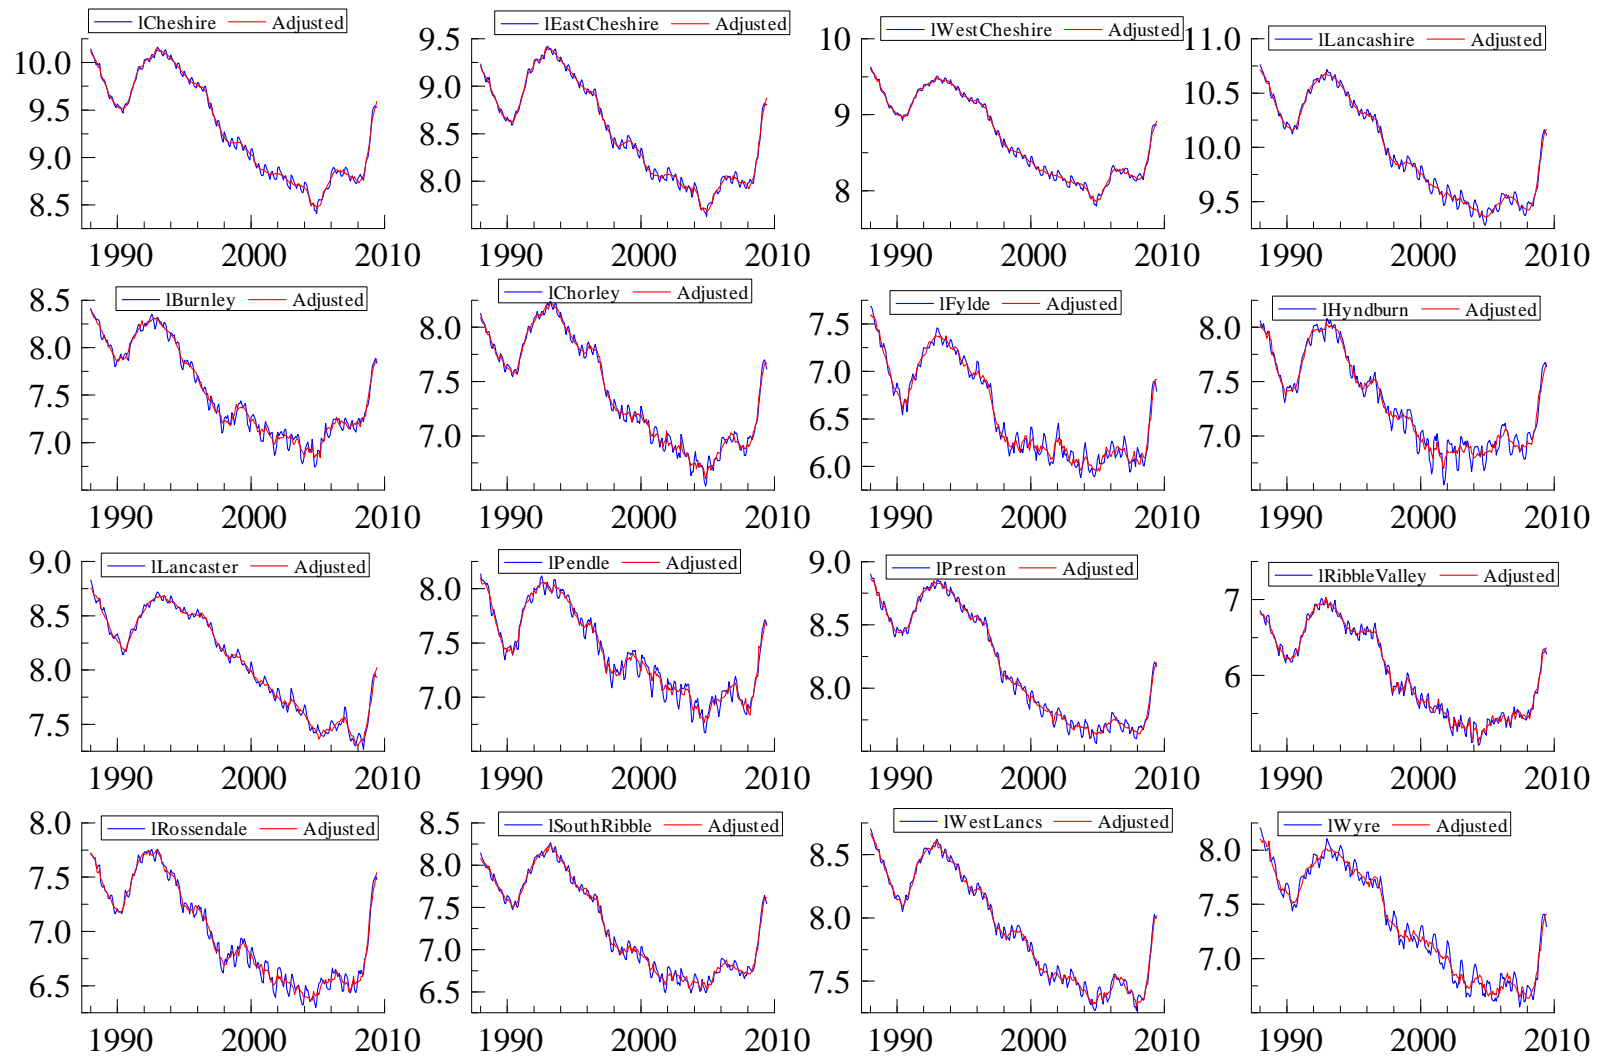 lCheshire Adjusted
10.0
9.5
9.0
8.5
1990 2000 2010
lEastCheshire Adjusted
9.5
9.0
8.5
8.0
1990 2000 2010
lWestCheshire Adjusted
10
9
8
1990 2000 2010
lLancashire Adjusted
11.0
10.5
10.0
9.5
1990 2000 2010
lBurnley Adjusted
8.5
8.0
7.5
7.0
1990 2000 2010
lChorley Adjusted
8.0
7.5
7.0
1990 2000 2010
lFylde Adjusted
7.5
7.0
6.5
6.0
1990 2000 2010
lHyndburn Adjusted
8.0
7.5
7.0
1990 2000 2010
lLancaster Adjusted
9.0
8.5
8.0
7.5
1990 2000 2010
lPendle Adjusted
8.0
7.5
7.0
1990 2000 2010
lPreston Adjusted
9.0
8.5
8.0
1990 2000 2010
lRibbleValley Adjusted
7
6
1990 2000 2010
lRossendale Adjusted
8.0
7.5
7.0
6.5
1990 2000 2010
lSouthRibble Adjusted
8.5
8.0
7.5
7.0
6.5
1990 2000 2010
lWestLancs Adjusted
8.5
8.0
7.5
1990 2000 2010
lWyre Adjusted
8.0
7.5
7.0
1990 2000 2010